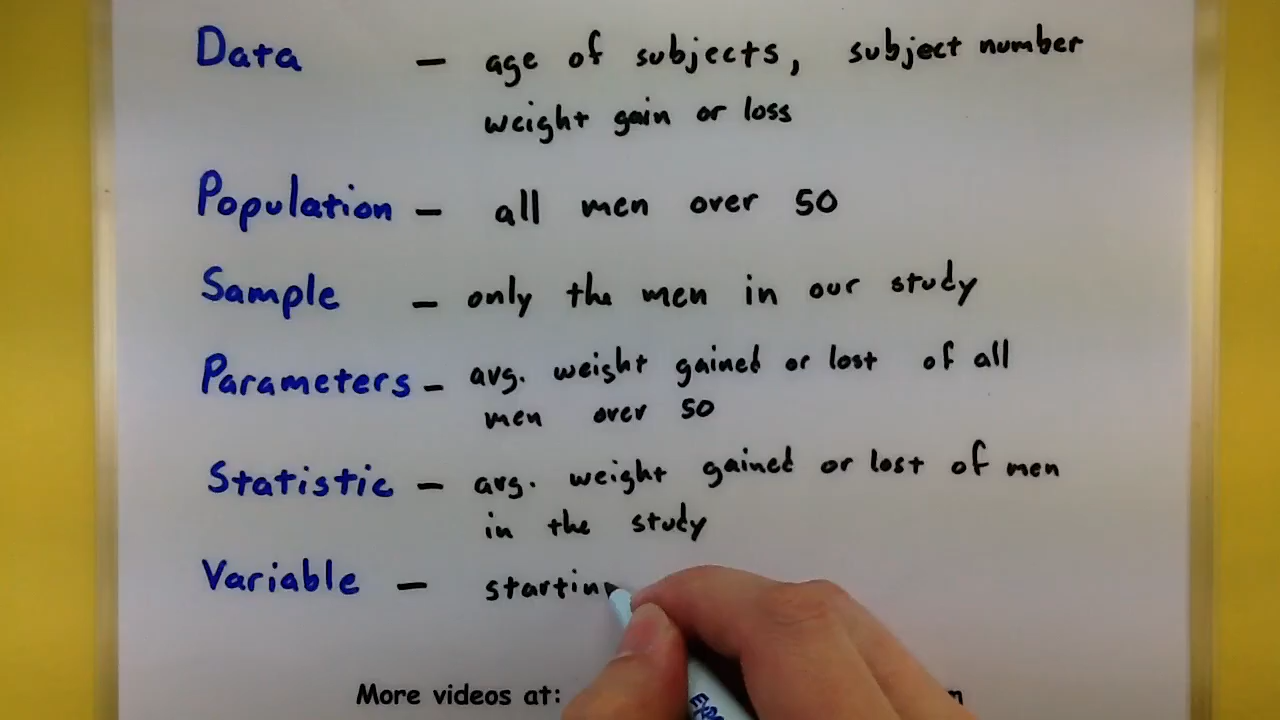 Data — age of subjects, subject number
weight gain or loss
Population — all men over 50
Sample — only the men in our study
Parameters — avg. weight gained or lost of all
men over 50
Statistic — avg. weight gained or lost of men
in the study
Variable — startin
More videos at: